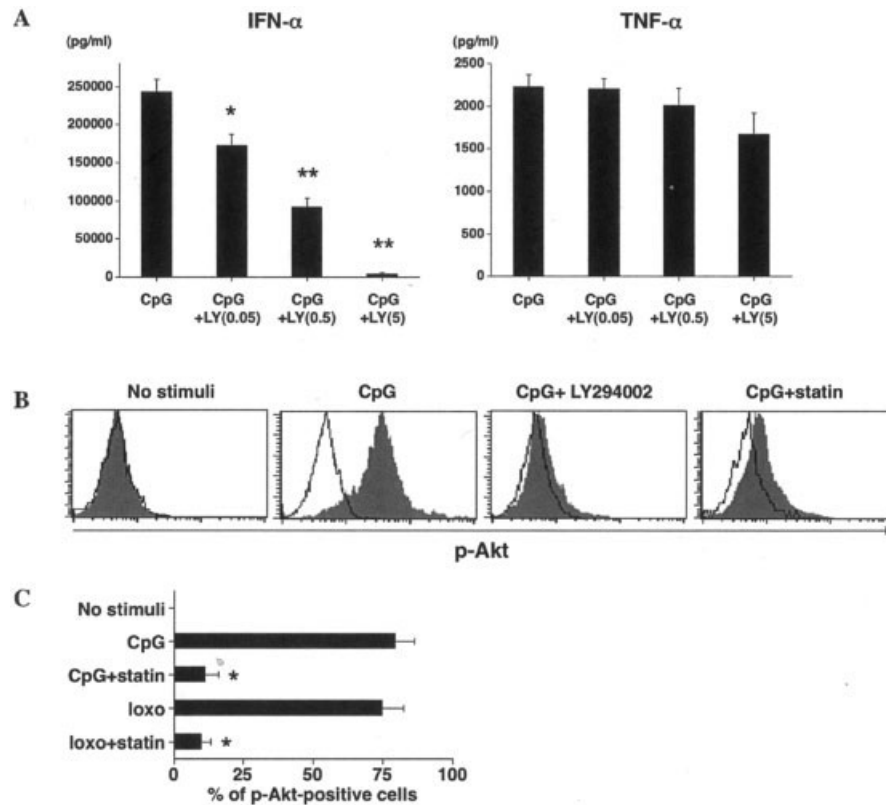 A
IFN-α
TNF-α
(pg/ml)
(pg/ml)
250000
200000
150000
100000
50000
0
*
**
**
CpG
CpG
+LY(0.05)
CpG
+LY(0.5)
CpG
+LY(5)
2500
2000
1500
1000
500
0
CpG
CpG
+LY(0.05)
CpG
+LY(0.5)
CpG
+LY(5)
B
No stimuli
CpG
CpG+ LY294002
CpG+statin
p-Akt
C
No stimuli
CpG
CpG+statin *
loxo
loxo+statin *
0 25 50 75 100
% of p-Akt-positive cells